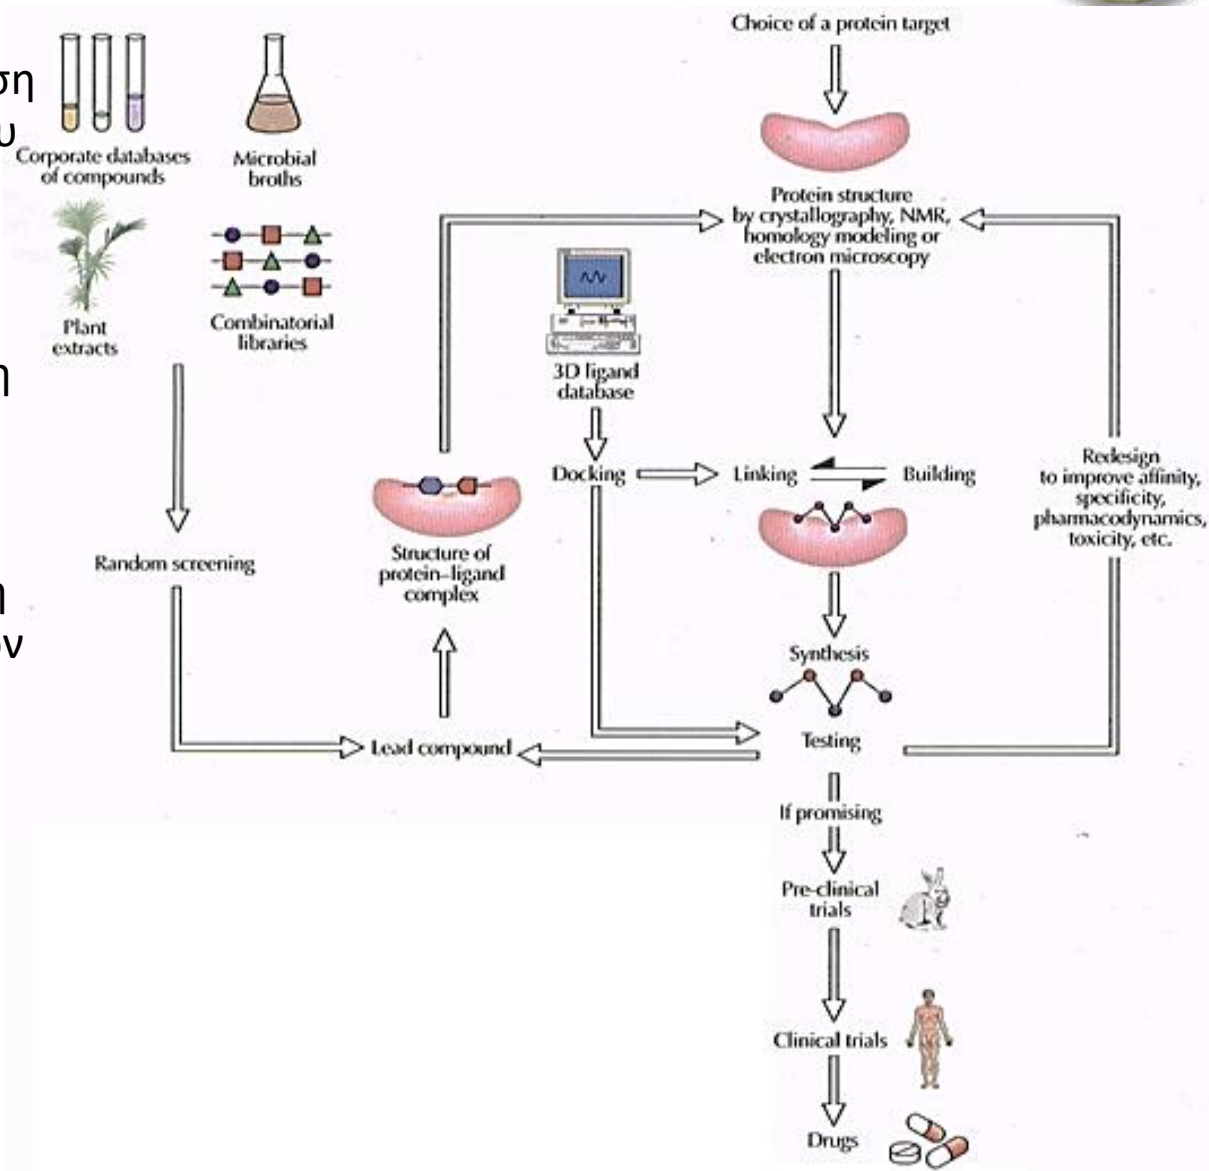 Choice of a protein target
ση
υ
Corporate databases
of compounds
Microbial
broths
Protein structure
by crystallography, NMR,
homology modeling or
electron microscopy
Plant
extracts
Combinatorial
libraries
η
3D ligand
database
Docking
Linking
Building
Redesign
to improve affinity,
specificity,
pharmacodynamics,
toxicity, etc.
Random screening
Structure of
protein–ligand
complex
η
ον
Synthesis
Lead compound
Testing
If promising
Pre-clinical
trials
Clinical trials
Drugs